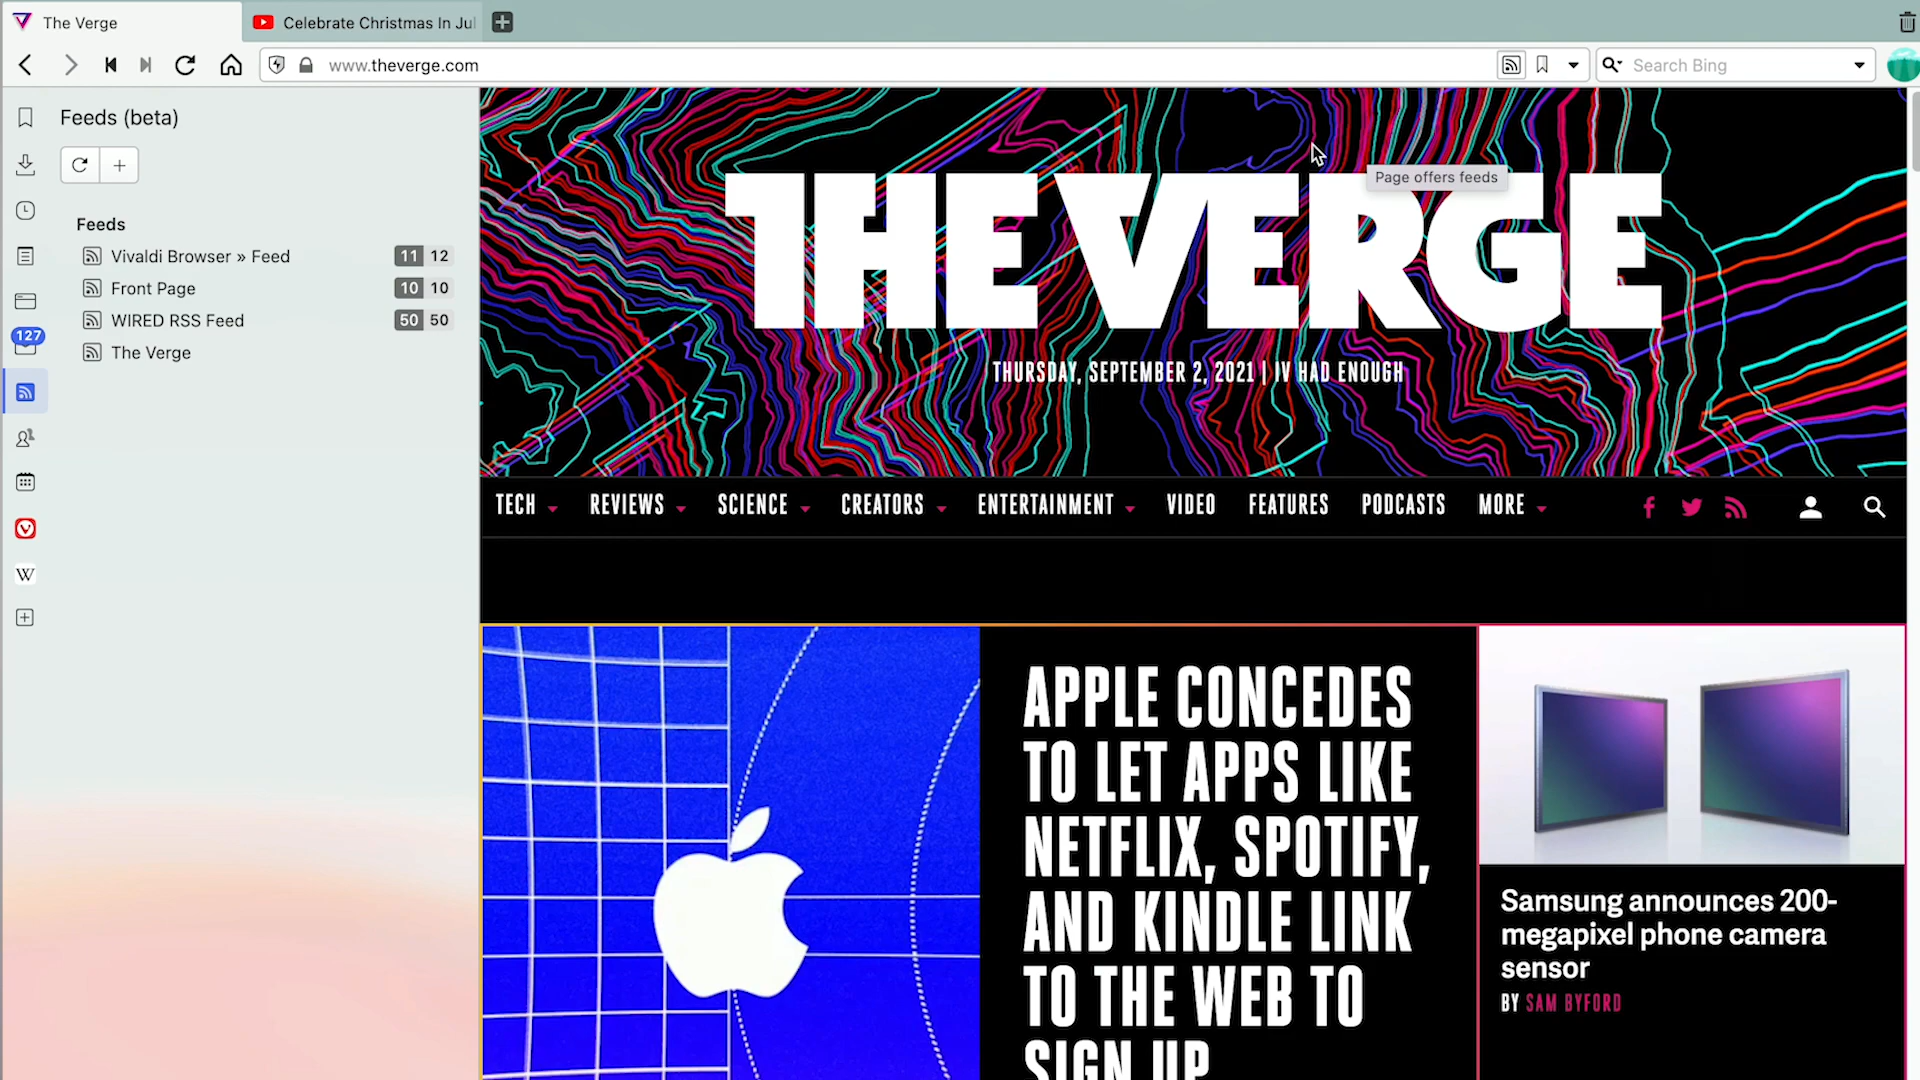 The Verge
Celebrate Christmas In Jul
www.theverge.com
Search Bing
Feeds (beta)
Page offers feeds
THE VERGE
Feeds
Vivaldi Browser » Feed 11 12
Front Page 10 10
WIRED RSS Feed 50 50
127
The Verge
THURSDAY, SEPTEMBER 2, 2021 | IV HAD ENOUGH
TECH REVIEWS SCIENCE CREATORS ENTERTAINMENT VIDEO FEATURES PODCASTS MORE
W
APPLE CONCEDES
TO LET APPS LIKE
NETFLIX, SPOTIFY,
AND KINDLE LINK
TO THE WEB TO
SIGN UP
Samsung announces 200-
megapixel phone camera
sensor
BY SAM BYFORD